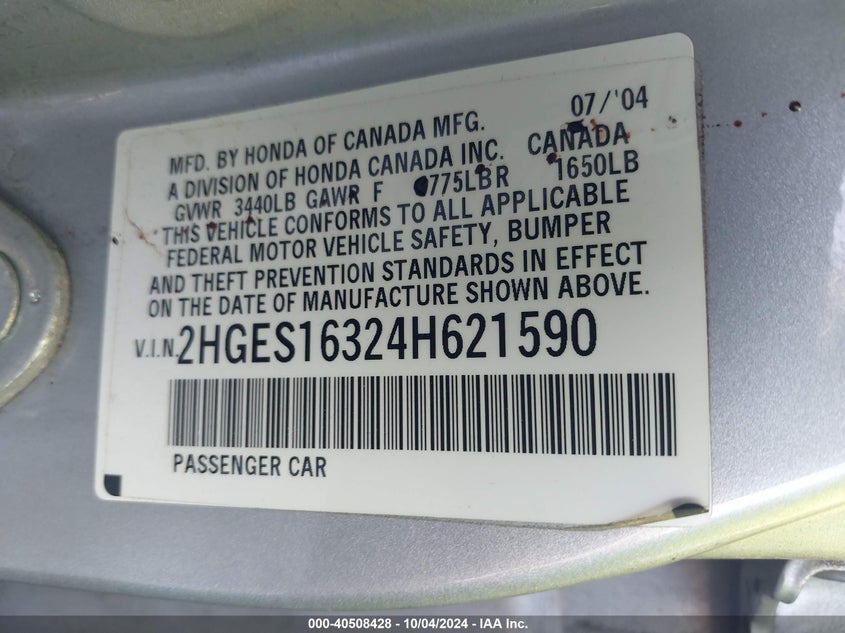 07/'04
MFD. BY HONDA OF CANADA MFG.
A DIVISION OF HONDA CANADA INC. CANADA
GVWR 3440LB GAWR F 775LB R 1650LB
THIS VEHICLE CONFORMS TO ALL APPLICABLE
FEDERAL MOTOR VEHICLE SAFETY, BUMPER
AND THEFT PREVENTION STANDARDS IN EFFECT
ON THE DATE OF MANUFACTURE SHOWN ABOVE.
V.I.N. 2HGES16324H621590
PASSENGER CAR
000-40508428 - 10/04/2024 - IAA Inc.